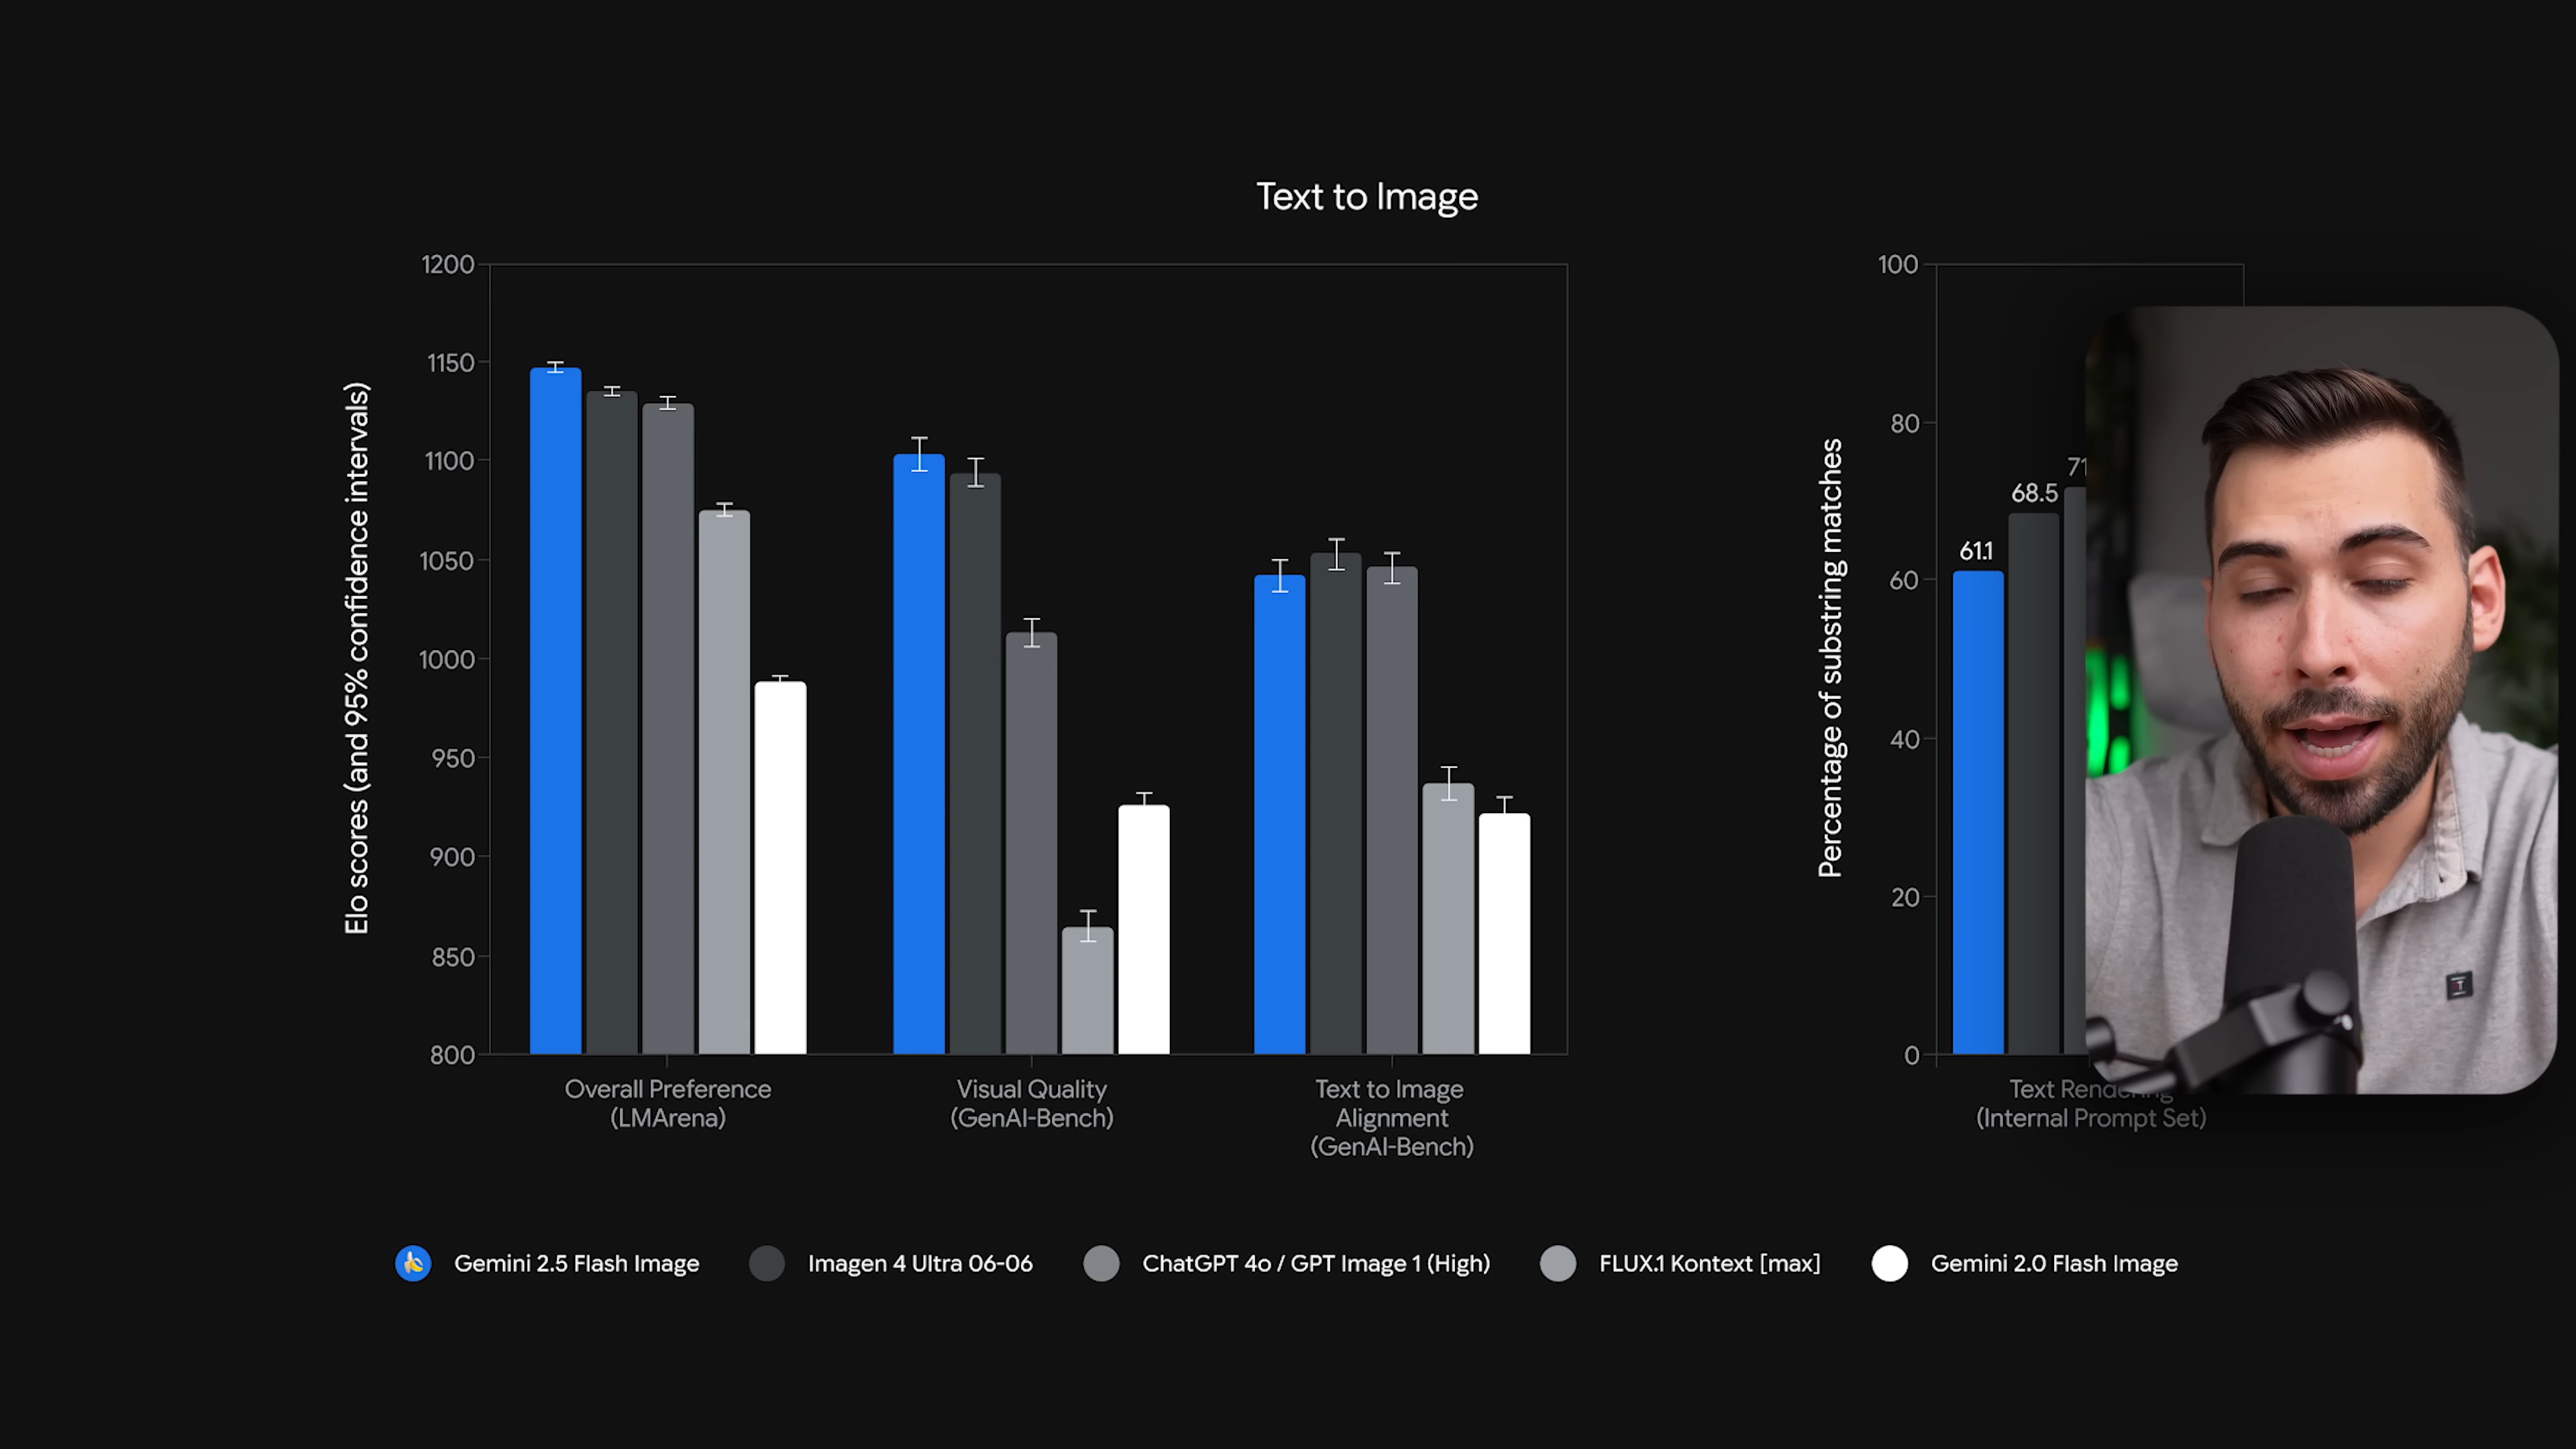 Text to Image
Elo scores (and 95% confidence intervals)
1200
1150
1100
1050
1000
950
900
850
800
Overall Preference
(LMArena)
Visual Quality
(GenAI-Bench)
Text to Image
Alignment
(GenAI-Bench)
Percentage of substring matches
100
80
60
40
20
0
61.1
68.5
71
Text
(Internal Prompt Set)
Gemini 2.5 Flash Image
Imagen 4 Ultra 06-06
ChatGPT 4o / GPT Image 1 (High)
FLUX.1 Kontext [max]
Gemini 2.0 Flash Image